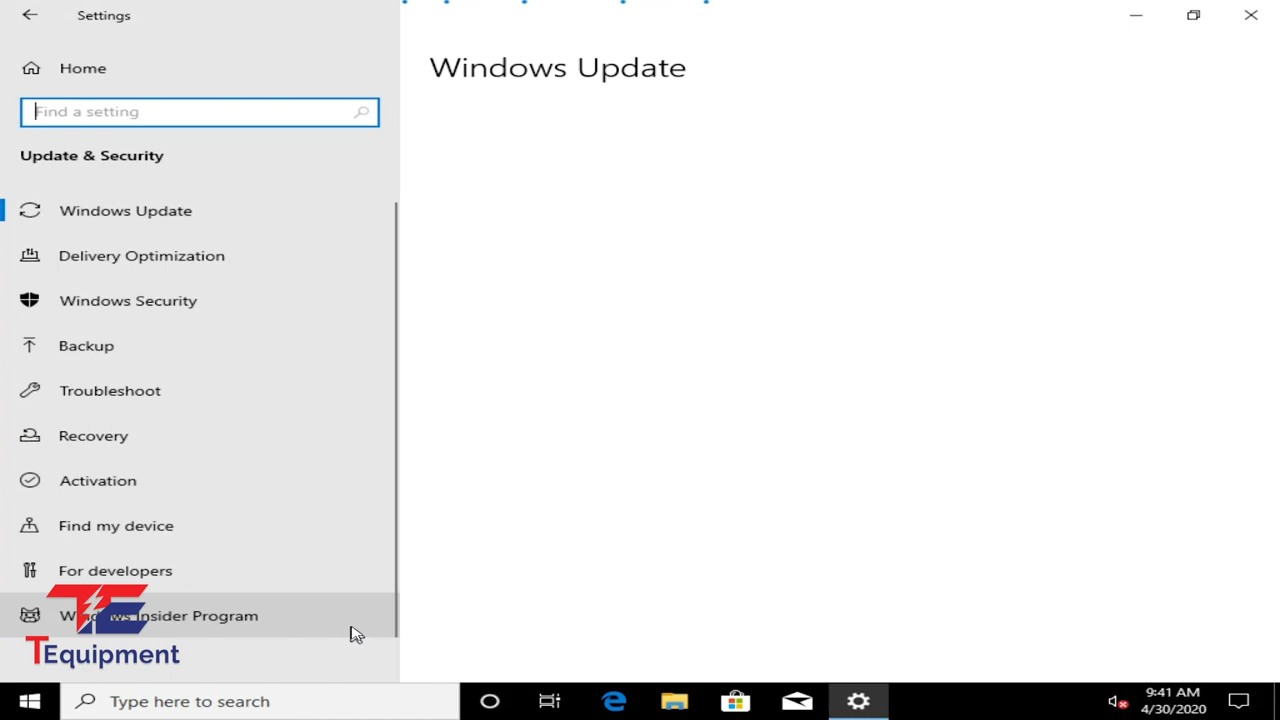 Settings
Home
Find a setting
Update & Security
Windows Update
Delivery Optimization
Windows Security
Backup
Troubleshoot
Recovery
Activation
Find my device
For developers
Windows Insider Program
TEquipment
Windows Update
Type here to search
9:41 AM
4/30/2020